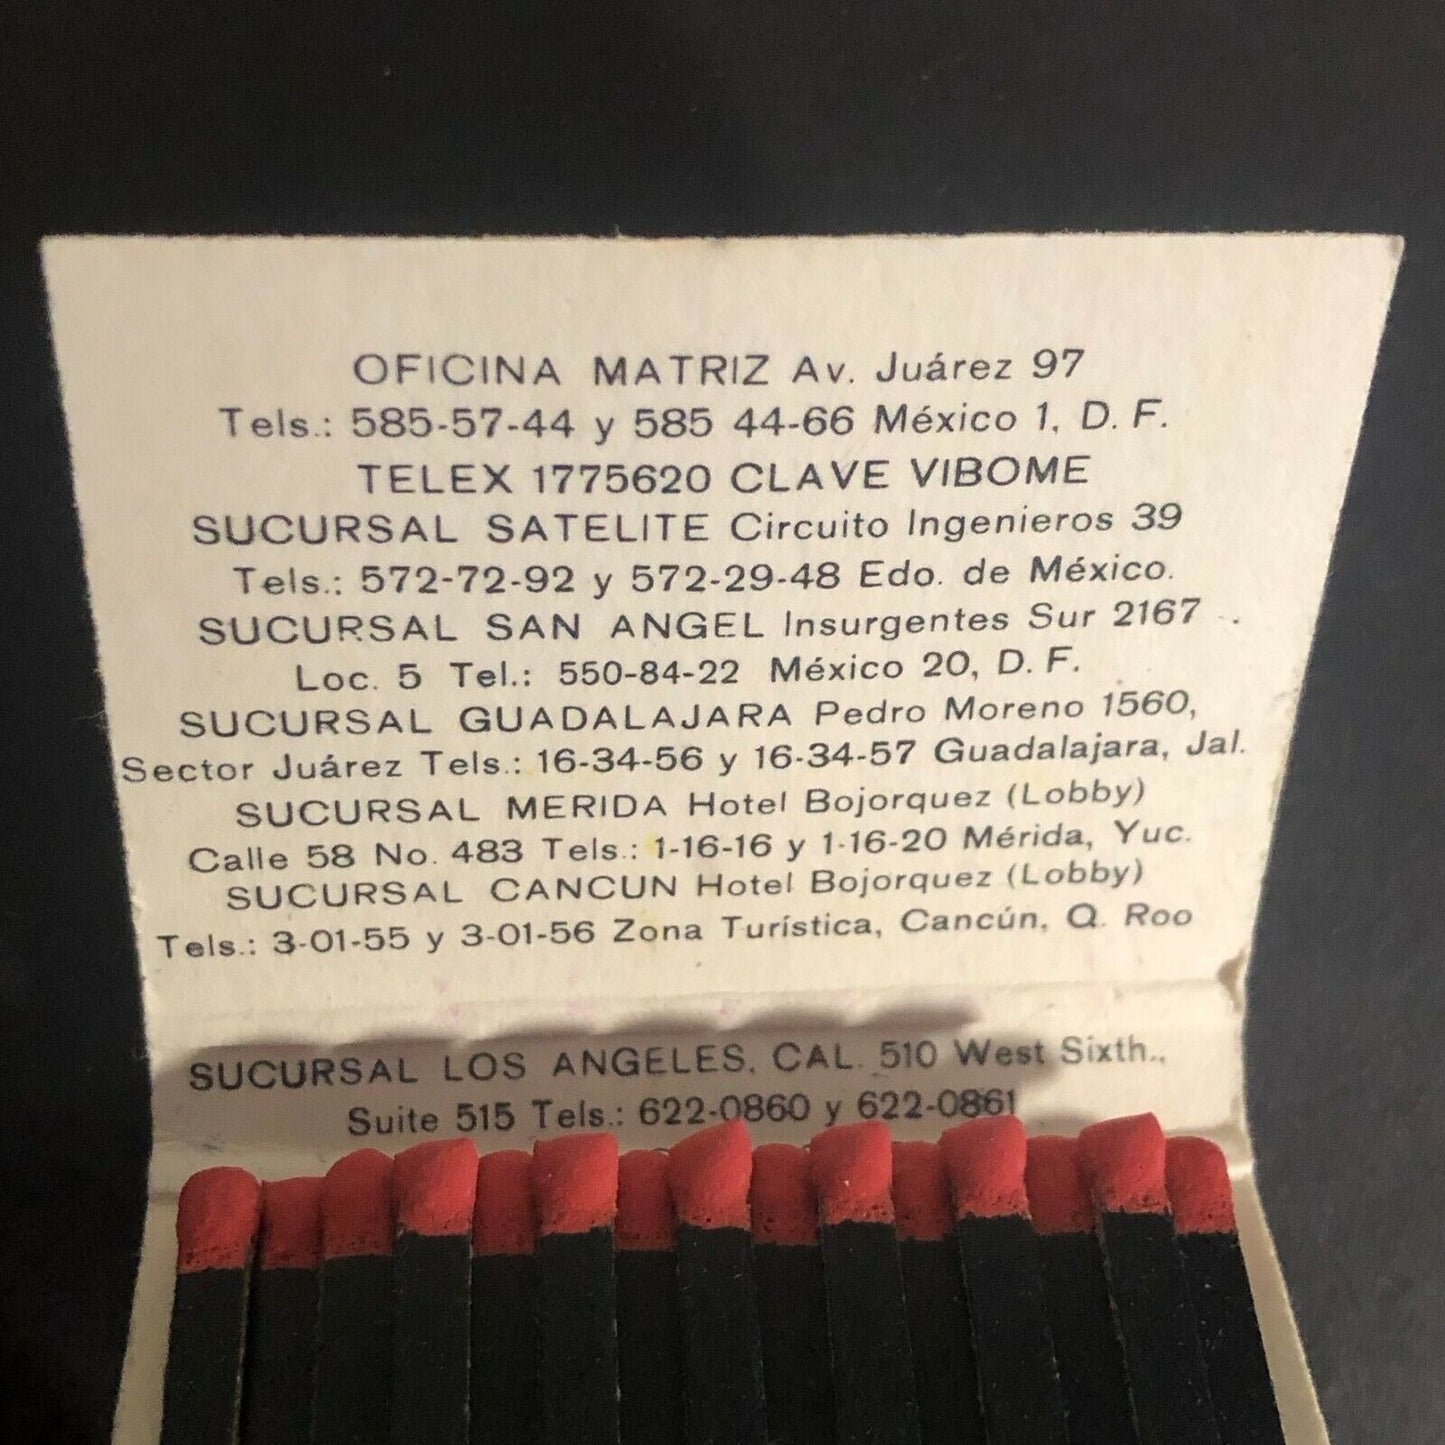 OFICINA MATRIZ Av. Juárez 97
Tels.: 585-57-44 y 585 44-66 México 1, D. F.
TELEX 1775620 CLAVE VIBOME
SUCURSAL SATELITE Circuito Ingenieros 39
Tels.: 572-72-92 y 572-29-48 Edo. de México.
SUCURSAL SAN ANGEL Insurgentes Sur 2167
Loc. 5 Tel.: 550-84-22 México 20, D. F.
SUCURSAL GUADALAJARA Pedro Moreno 1560,
Sector Juárez Tels.: 16-34-56 y 16-34-57 Guadalajara, Jal.
SUCURSAL MERIDA Hotel Bojorquez (Lobby)
Calle 58 No. 483 Tels.: 1-16-16 y 1-16-20 Mérida, Yuc.
SUCURSAL CANCUN Hotel Bojorquez (Lobby)
Tels.: 3-01-55 y 3-01-56 Zona Turística, Cancún, Q. Roo
SUCURSAL LOS ANGELES, CAL. 510 West Sixth.,
Suite 515 Tels.: 622-0860 y 622-0861